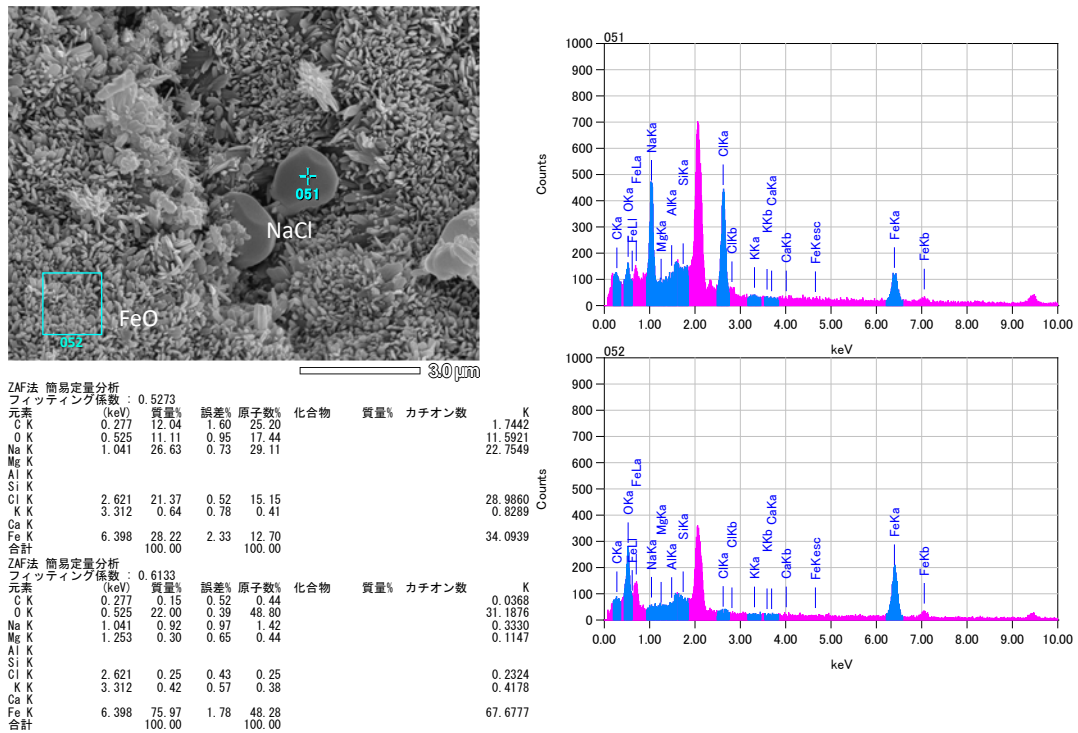 051
NaCl
FeO
052
3.0 μm
ZAF法 簡易定量分析
フィッティング係数 : 0.5273
元素 (keV) 質量% 誤差% 原子数% 化合物 質量% カチオン数 K
C K 0.277 12.04 1.60 25.20 1.7442
O K 0.525 11.11 0.95 17.44 11.5921
Na K 1.041 26.63 0.73 29.11 22.7549
Mg K
Al K
Si K
Cl K 2.621 21.37 0.52 15.15 28.9860
K K 3.312 0.64 0.78 0.41 0.8289
Ca K
Fe K 6.398 28.22 2.33 12.70 34.0939
合計 100.00 100.00
ZAF法 簡易定量分析
フィッティング係数 : 0.6133
元素 (keV) 質量% 誤差% 原子数% 化合物 質量% カチオン数 K
C K 0.277 0.15 0.52 0.44 0.0368
O K 0.525 22.00 0.39 48.80 31.1876
Na K 1.041 0.92 0.97 1.42 0.3330
Mg K 1.253 0.30 0.65 0.44 0.1147
Al K
Si K
Cl K 2.621 0.25 0.43 0.25 0.2324
K K 3.312 0.42 0.57 0.38 0.4178
Ca K
Fe K 6.398 75.97 1.78 48.28 67.6777
合計 100.00 100.00
051
1000
900
800
700
600
500
400
300
200
100
0
Counts
CKa
OKa
FeLl
FeLa
NaKa
MgKa
AlKa
SiKa
ClKa
ClKb
KKa
KKb
CaKa
CaKb
FeKesc
FeKa
FeKb
0.00 1.00 2.00 3.00 4.00 5.00 6.00 7.00 8.00 9.00 10.00
keV
052
1000
900
800
700
600
500
400
300
200
100
0
Counts
CKa
OKa
FeLl
FeLa
NaKa
MgKa
AlKa
SiKa
ClKa
ClKb
KKa
KKb
CaKa
CaKb
FeKesc
FeKa
FeKb
0.00 1.00 2.00 3.00 4.00 5.00 6.00 7.00 8.00 9.00 10.00
keV